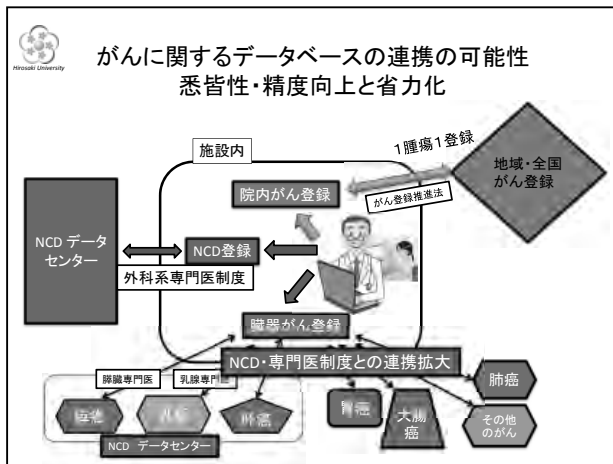 Hirosaki University
がんに関するデータベースの連携の可能性
悉皆性・精度向上と省力化
施設内
1腫瘍1登録
地域・全国
がん登録
院内がん登録
がん登録推進法
NCD データ
センター
NCD登録
外科系専門医制度
臓器がん登録
NCD・専門医制度との連携拡大
膵臓専門医
乳腺専門医
肺癌
膵癌
乳癌
肝癌
胃癌
大腸
癌
その他
のがん
NCD データセンター